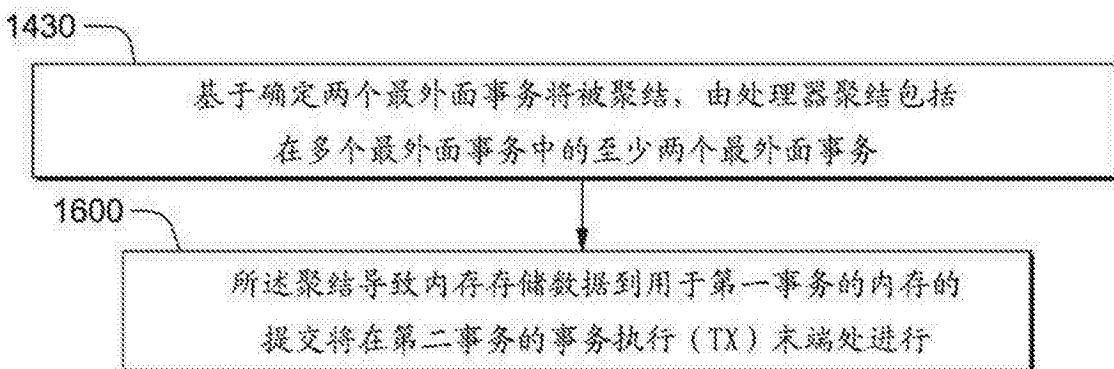 1430
基于确定两个最外面事务将被聚结、由处理器聚结包括
在多个最外面事务中的至少两个最外面事务
1600
所述聚结导致内存存储数据到用于第一事务的内存的
提交将在第二事务的事务执行(TX)末端处进行